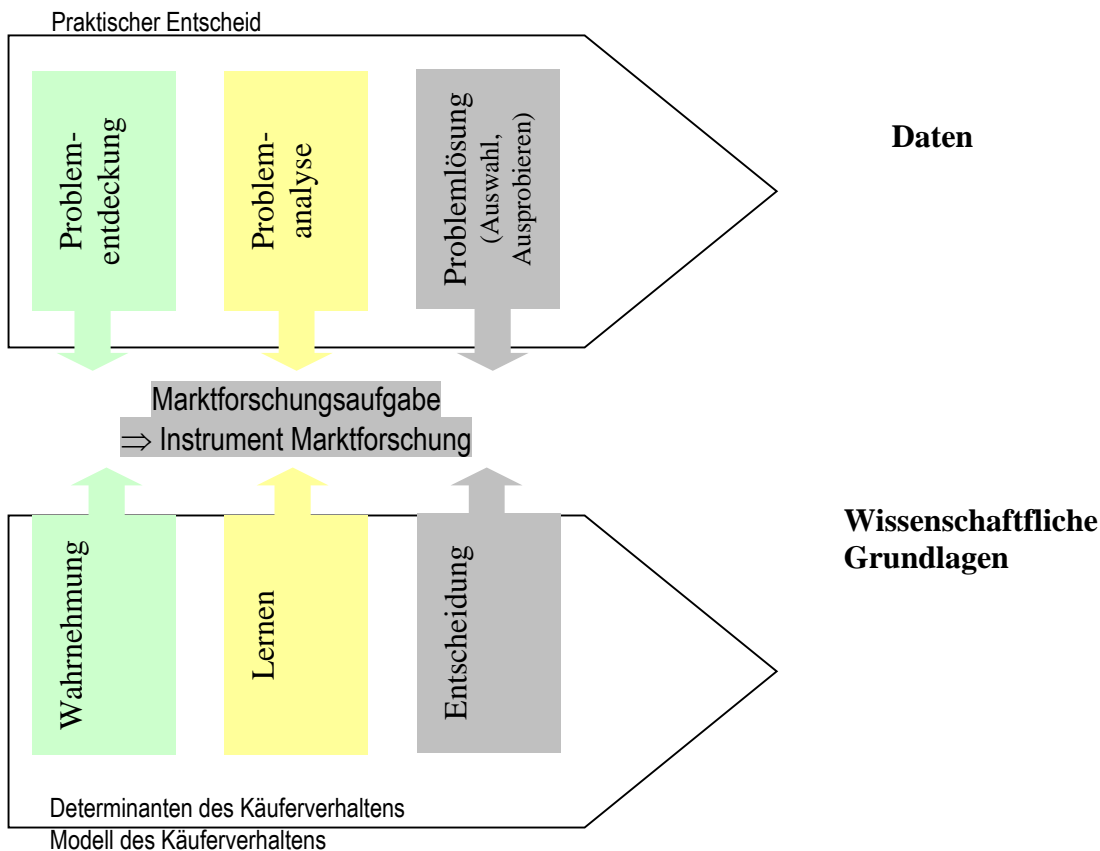 Praktischer Entscheid
Problem-
entdeckung
Problem-
analyse
Problemlösung
(Auswahl,
Ausprobieren)
Daten
Marktforschungsaufgabe
⇒ Instrument Marktforschung
Wahrnehmung
Lernen
Entscheidung
Wissenschaftfliche
Grundlagen
Determinanten des Käuferverhaltens
Modell des Käuferverhaltens